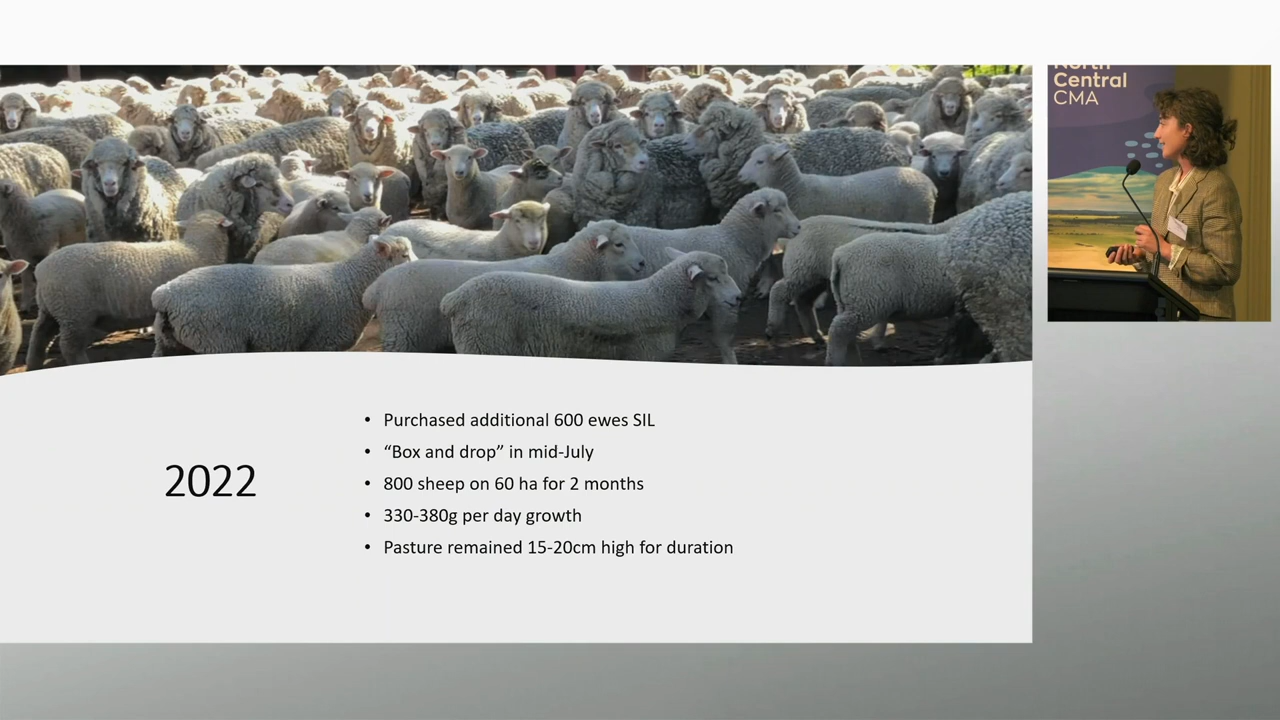 2022
• Purchased additional 600 ewes SIL
• “Box and drop” in mid-July
• 800 sheep on 60 ha for 2 months
• 330-380g per day growth
• Pasture remained 15-20cm high for duration
North
Central
CMA